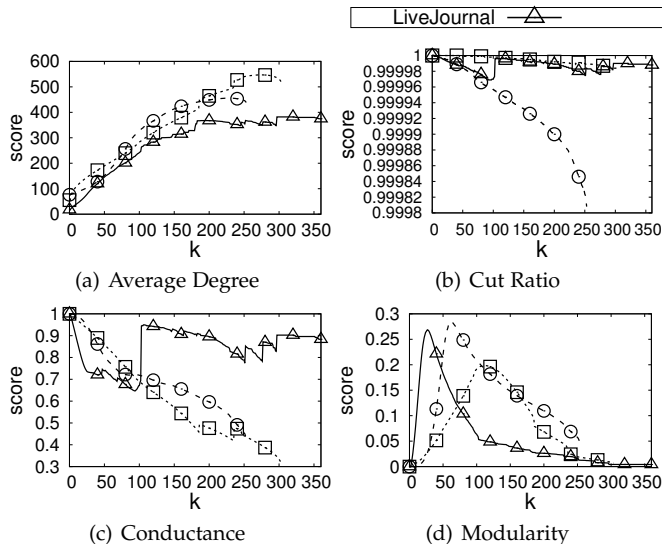 LiveJournal
600
500
400
300
200
100
0
score
0 50 100 150 200 250 300 350
k
(a) Average Degree
1
0.99998
0.99996
0.99994
0.99992
0.9999
0.99988
0.99986
0.99984
0.99982
0.9998
score
0 50 100 150 200 250 300 350
k
(b) Cut Ratio
1
0.9
0.8
0.7
0.6
0.5
0.4
0.3
score
0 50 100 150 200 250 300 350
k
(c) Conductance
0.3
0.25
0.2
0.15
0.1
0.05
0
score
0 50 100 150 200 250 300 350
k
(d) Modularity